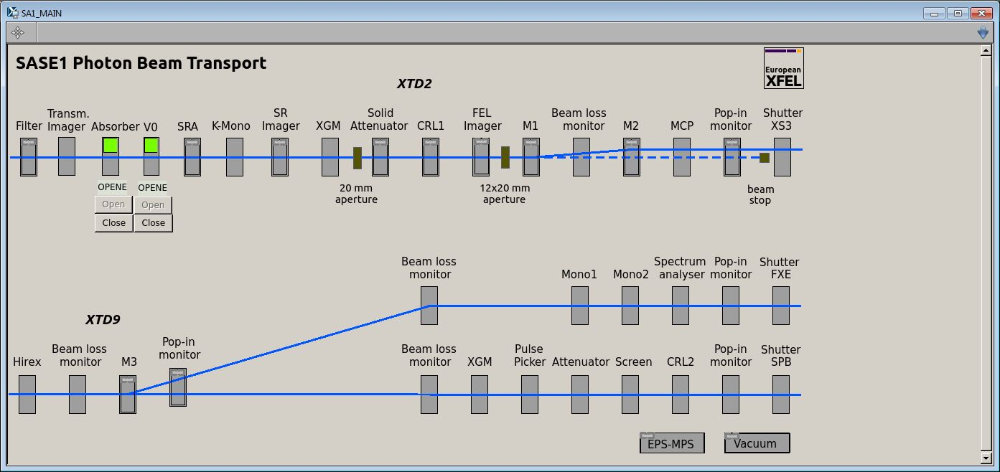 SA1_MAIN
SASE1 Photon Beam Transport
European
XFEL
XTD2
Filter
Transm.
Imager
Absorber
V0
SRA
K-Mono
SR
Imager
XGM
Solid
Attenuator
CRL1
FEL
Imager
M1
Beam loss
monitor
M2
MCP
Pop-in
monitor
Shutter
XS3
OPENE
OPENE
Open
Open
Close
Close
20 mm
aperture
12x20 mm
aperture
beam
stop
Beam loss
monitor
Mono1
Mono2
Spectrum
analyser
Pop-in
monitor
Shutter
FXE
XTD9
Hirex
Beam loss
monitor
M3
Pop-in
monitor
Beam loss
monitor
XGM
Pulse
Picker
Attenuator
Screen
CRL2
Pop-in
monitor
Shutter
SPB
EPS-MPS
Vacuum